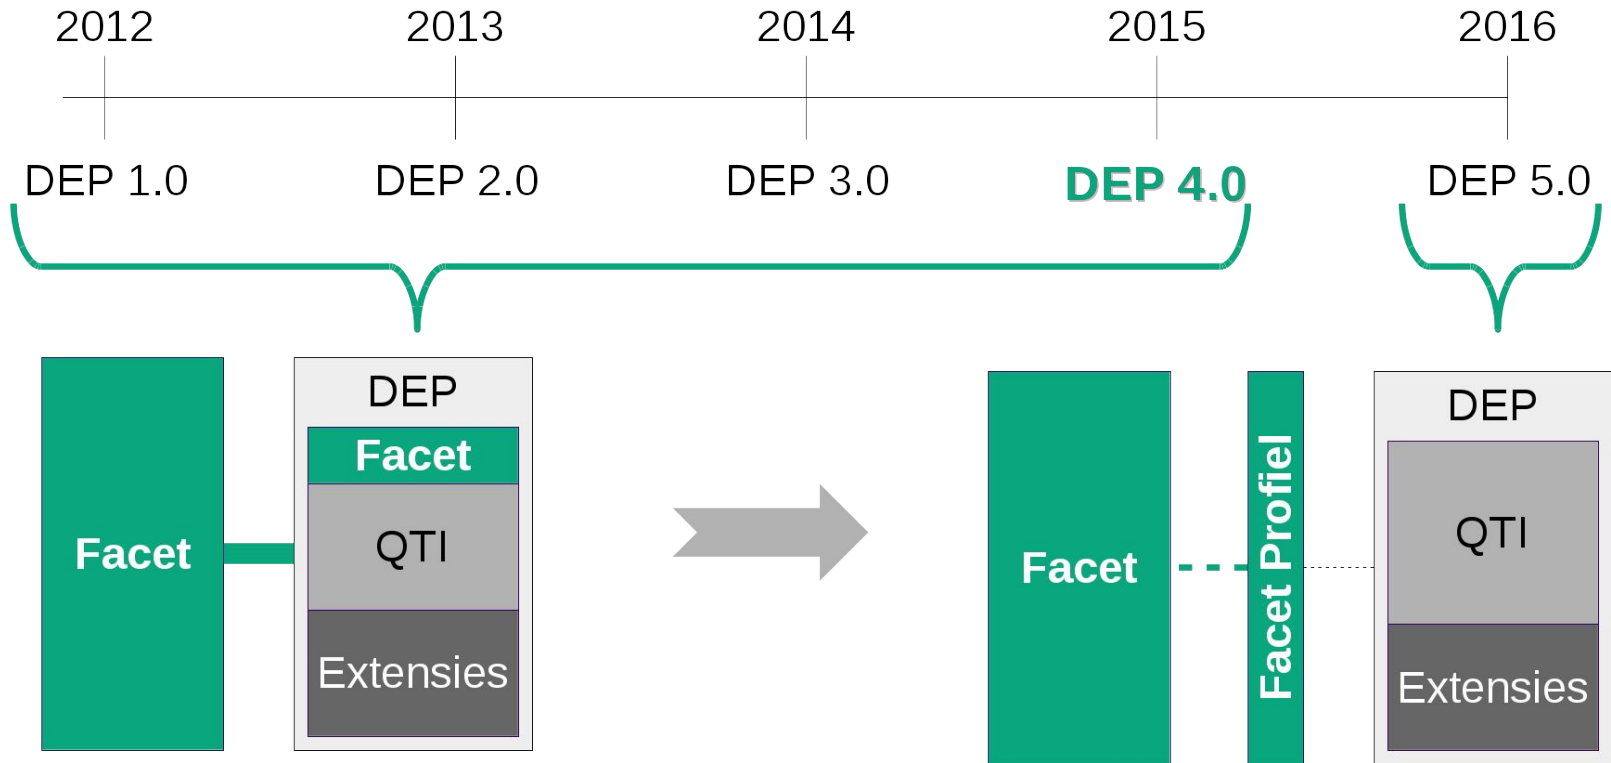 2012 2013 2014 2015 2016
DEP 1.0 DEP 2.0 DEP 3.0 DEP 4.0 DEP 5.0
Facet
DEP
Facet
QTI
Extensies
Facet
Facet Profiel
DEP
QTI
Extensies